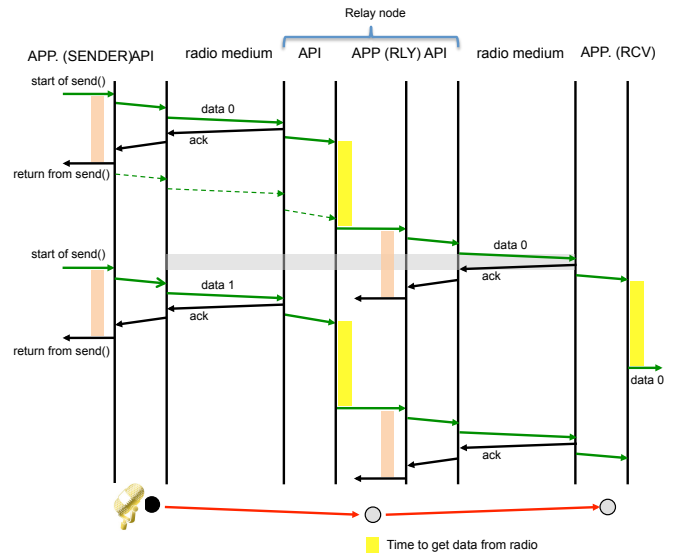 Relay node
APP. (SENDER)API radio medium API APP (RLY) API radio medium APP. (RCV)
start of send()
data 0
ack
return from send()
start of send()
data 0
ack
data 1
ack
return from send()
data 0
ack
Time to get data from radio